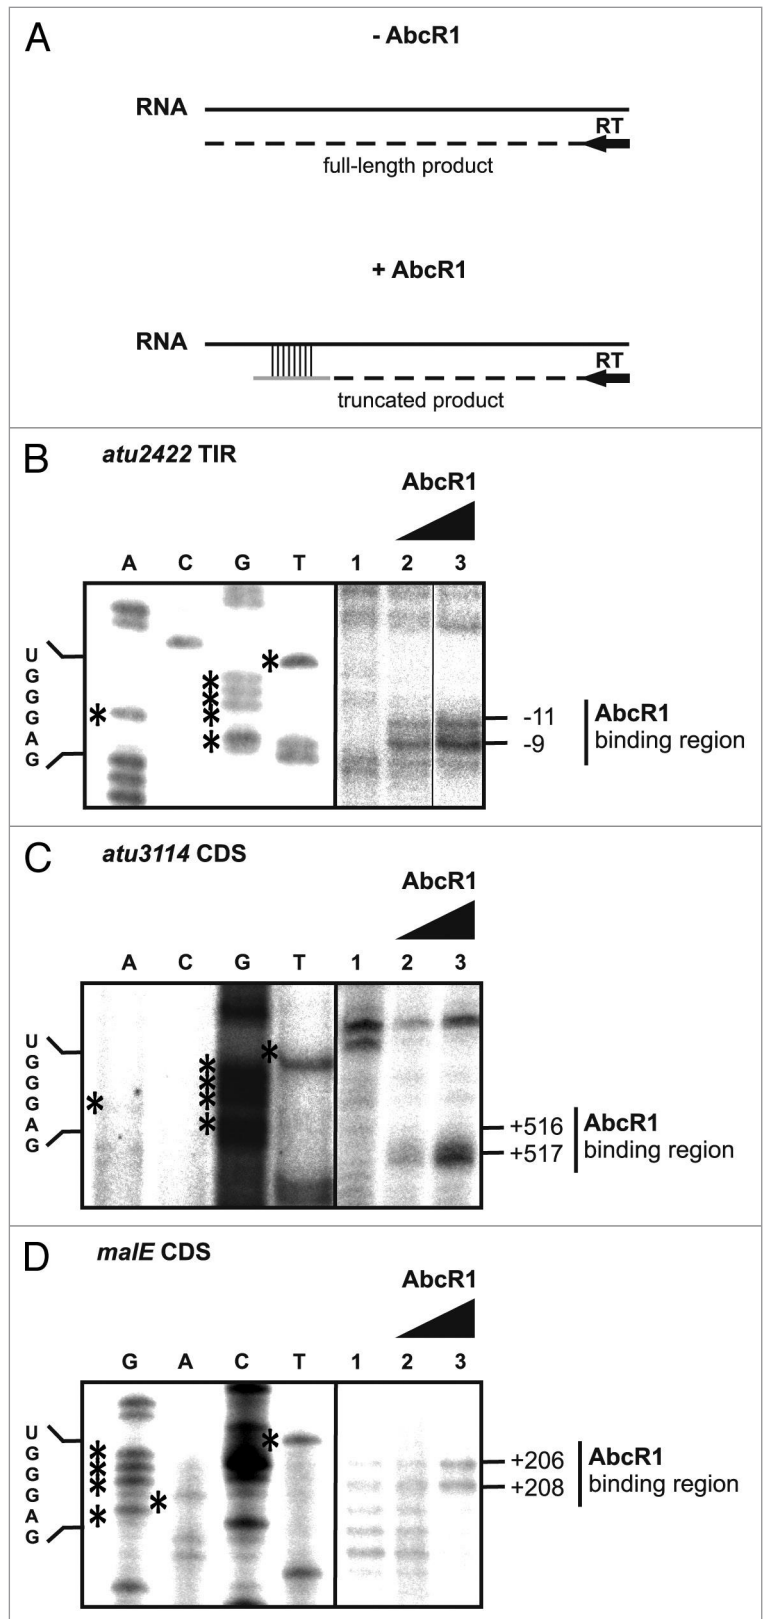 A
- AbcR1
RNA
RT
full-length product
+ AbcR1
RNA
RT
truncated product
B
atu2422 TIR
AbcR1
A C G T 1 2 3
U
G
G
G
A
G
* * * * * *
-11
-9
AbcR1
binding region
C
atu3114 CDS
AbcR1
A C G T 1 2 3
U
G
G
G
A
G
* * * * * *
+516
+517
AbcR1
binding region
D
malE CDS
AbcR1
G A C T 1 2 3
U
G
G
G
A
G
* * * * * *
+206
+208
AbcR1
binding region